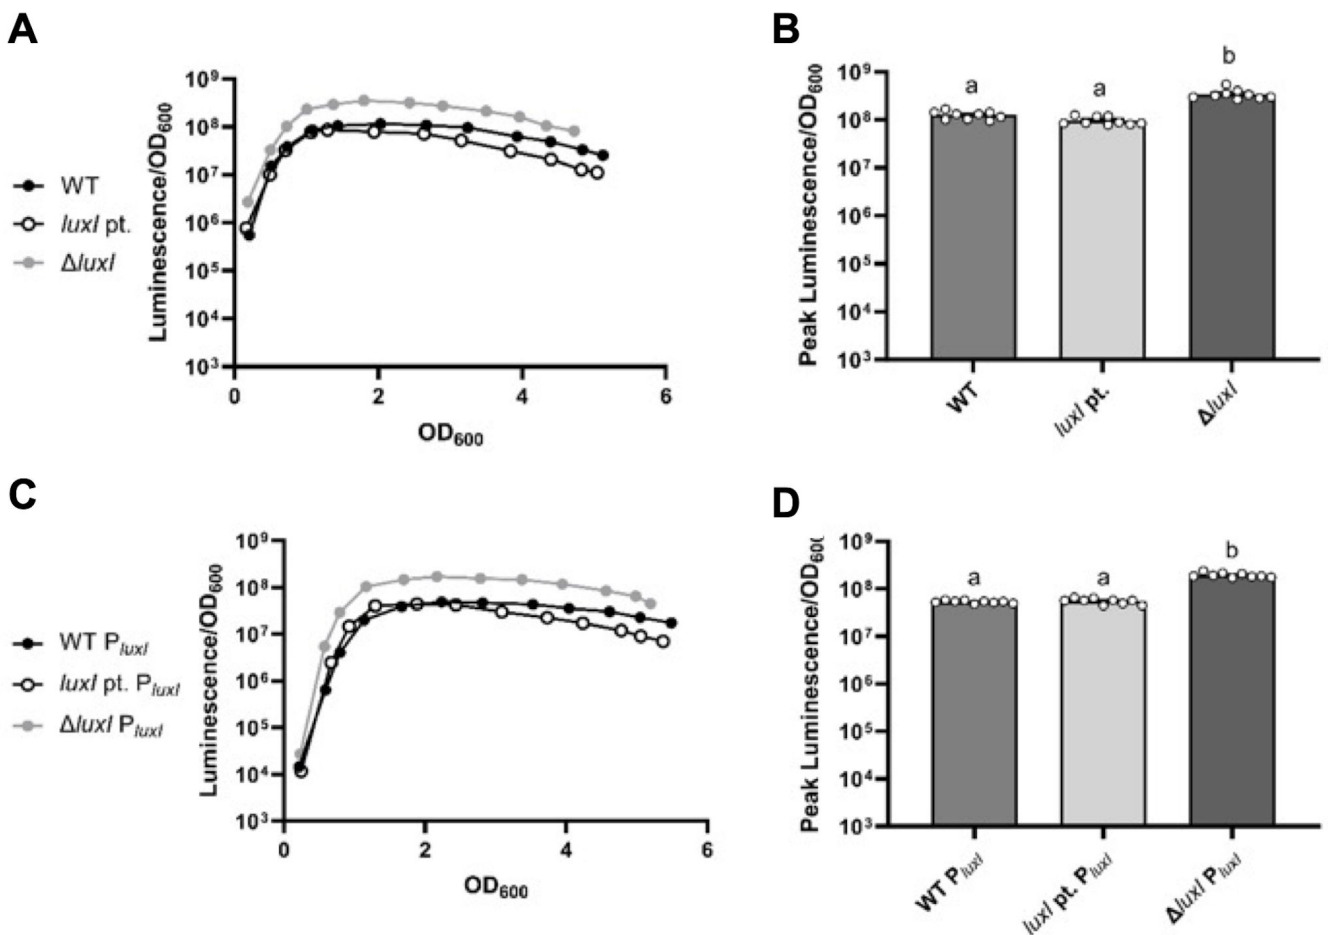 A
Luminescence/OD600
10⁹
10⁸
10⁷
10⁶
10⁵
10⁴
10³
0 2 4 6
OD600
WT
luxI pt.
ΔluxI
B
Peak Luminescence/OD600
10⁹
10⁸
10⁷
10⁶
10⁵
10⁴
10³
a a b
WT
luxI pt.
ΔluxI
C
Luminescence/OD600
10⁹
10⁸
10⁷
10⁶
10⁵
10⁴
10³
0 2 4 6
OD600
WT PluxI
luxI pt. PluxI
ΔluxI PluxI
D
Peak Luminescence/OD60(
10⁹
10⁸
10⁷
10⁶
10⁵
10⁴
10³
a a b
WT PluxI
luxI pt. PluxI
ΔluxI PluxI